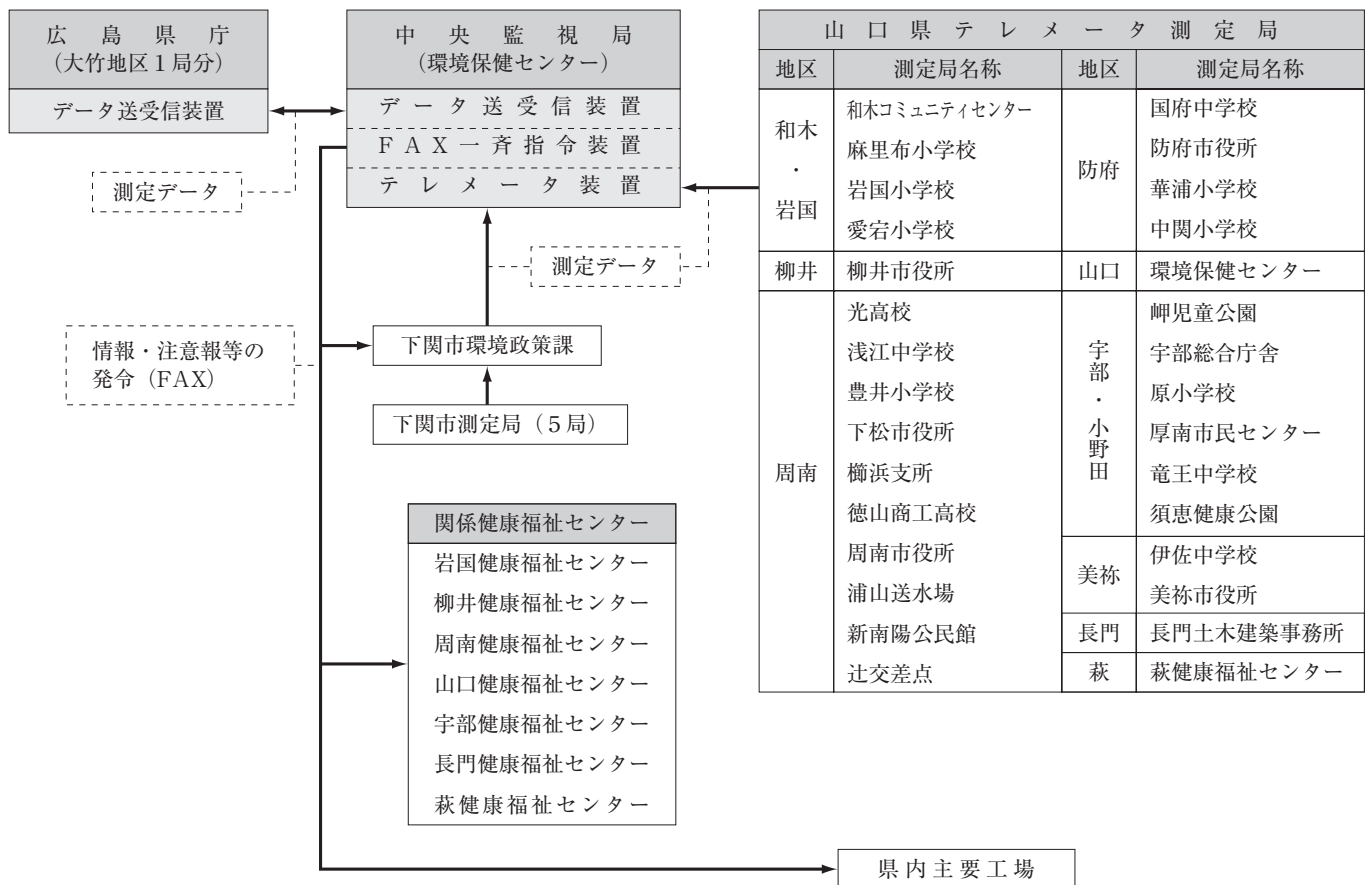 広島県庁
(大竹地区1局分)
データ送受信装置
測定データ
中央監視局
(環境保健センター)
データ送受信装置
FAX一斉指令装置
テレメータ装置
測定データ
情報・注意報等の
発令(FAX)
下関市環境政策課
下関市測定局(5局)
関係健康福祉センター
岩国健康福祉センター
柳井健康福祉センター
周南健康福祉センター
山口健康福祉センター
宇部健康福祉センター
長門健康福祉センター
萩健康福祉センター
県内主要工場
山口県テレメータ測定局
地区 測定局名称 地区 測定局名称
和木・岩国
和木コミュニティセンター
麻里布小学校
岩国小学校
愛宕小学校
柳井 柳井市役所
周南
光高校
浅江中学校
豊井小学校
下松市役所
櫛浜支所
徳山商工高校
周南市役所
浦山送水場
新南陽公民館
辻交差点
防府
国府中学校
防府市役所
華浦小学校
中関小学校
山口 環境保健センター
宇部・小野田
岬児童公園
宇部総合庁舎
原小学校
厚南市民センター
竜王中学校
須恵健康公園
美祢
伊佐中学校
美祢市役所
長門 長門土木建築事務所
萩 萩健康福祉センター